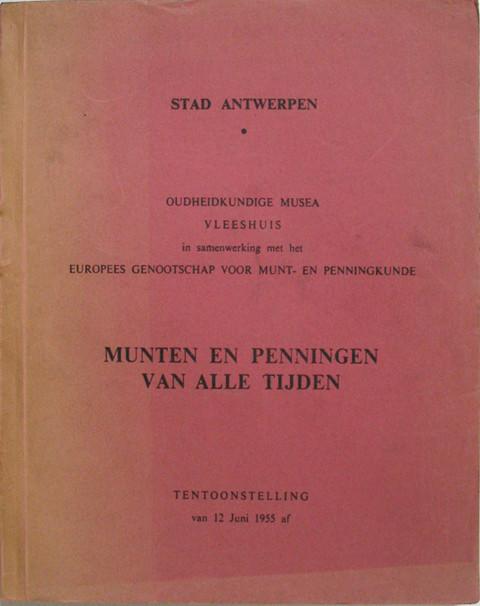 STAD ANTWERPEN
•
OUDHEIDKUNDIGE MUSEA
VLEESHUIS
in samenwerking met het
EUROPEES GENOOTSCHAP VOOR MUNT- EN PENNINGKUNDE
MUNTEN EN PENNINGEN
VAN ALLE TIJDEN
TENTOONSTELLING
van 12 Juni 1955 af